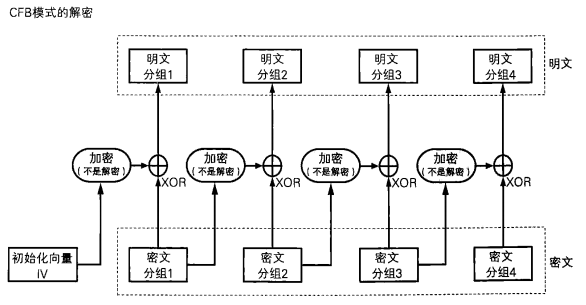 CFB模式的解密
明文
分组1
明文
分组2
明文
分组3
明文
分组4
明文
加密
(不是解密)
XOR
加密
(不是解密)
XOR
加密
(不是解密)
XOR
加密
(不是解密)
XOR
初始化向量
IV
密文
分组1
密文
分组2
密文
分组3
密文
分组4
密文